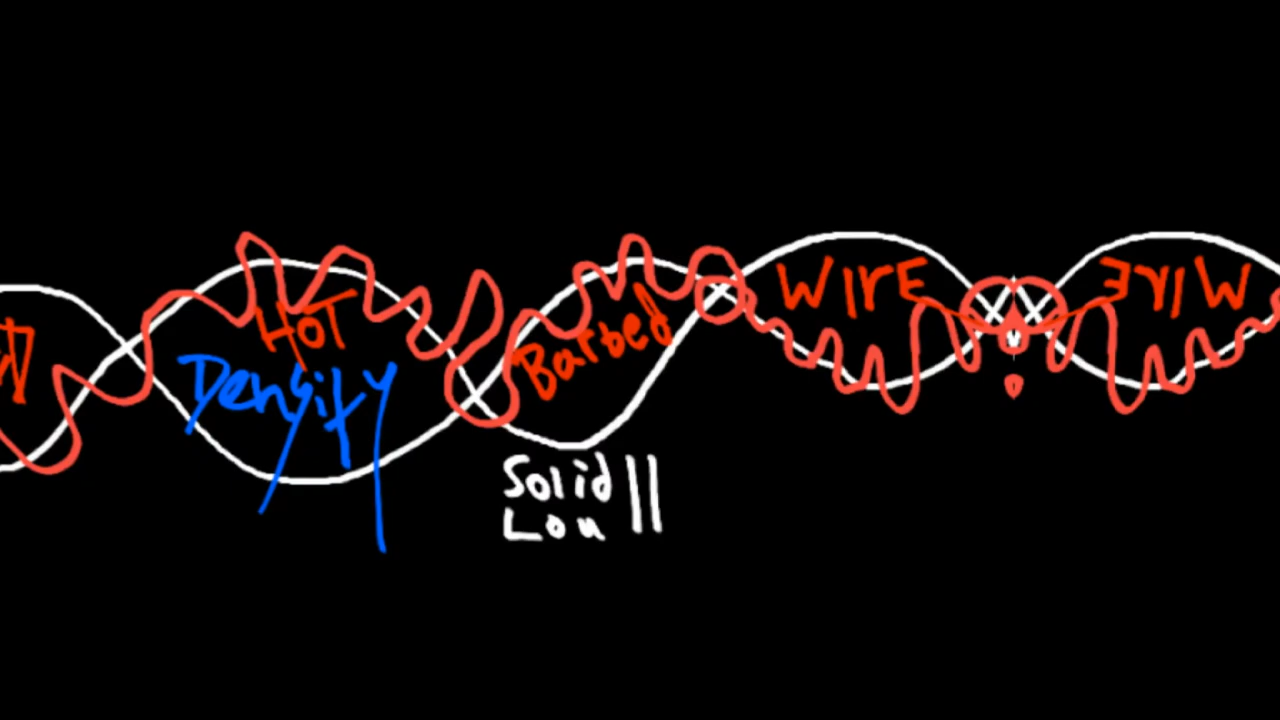 HOT
Density
Barbed
Solid ||
Lou
WIrE
WIrE